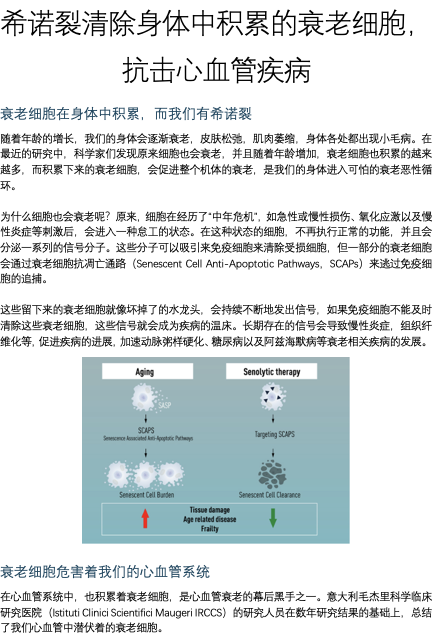 希诺裂清除身体中积累的衰老细胞，
抗击心血管疾病
衰老细胞在身体中积累，而我们有希诺裂
随着年龄的增长，我们的身体会逐渐衰老，皮肤松弛，肌肉萎缩，身体各处都出现小毛病。在
最近的研究中，科学家们发现原来细胞也会衰老，并且随着年龄增加，衰老细胞也积累的越来
越多，而积累下来的衰老细胞，会促进整个机体的衰老，是我们的身体进入可怕的衰老恶性循
环。
为什么细胞也会衰老呢？原来，细胞在经历了“中年危机”，如急性或慢性损伤、氧化应激以及慢
性炎症等刺激后，会进入一种怠工的状态。在这种状态的细胞，不再执行正常的功能，并且会
分泌一系列的信号分子。这些分子可以吸引来免疫细胞来清除受损细胞，但一部分的衰老细胞
会通过衰老细胞抗凋亡通路（Senescent Cell Anti-Apoptotic Pathways，SCAPs）来逃过免疫细
胞的追捕。
这些留下来的衰老细胞就像坏掉了的水龙头，会持续不断地发出信号，如果免疫细胞不能及时
清除这些衰老细胞，这些信号就会成为疾病的温床。长期存在的信号会导致慢性炎症，组织纤
维化等，促进疾病的进展，加速动脉粥样硬化、糖尿病以及阿兹海默病等衰老相关疾病的发展。
Aging
Senolytic therapy
SASP
SCAPS
Senescence Associated Anti-Apoptotic Pathways
Targeting SCAPS
Senescent Cell Burden
Senescent Cell Clearance
Tissue damage
Age related disease
Frailty
衰老细胞危害着我们的心血管系统
在心血管系统中，也积累着衰老细胞，是心血管衰老的幕后黑手之一。意大利毛杰里科学临床
研究医院（Istituti Clinici Scientifici Maugeri IRCCS）的研究人员在数年研究结果的基础上，总结
了我们心血管中潜伏着的衰老细胞。